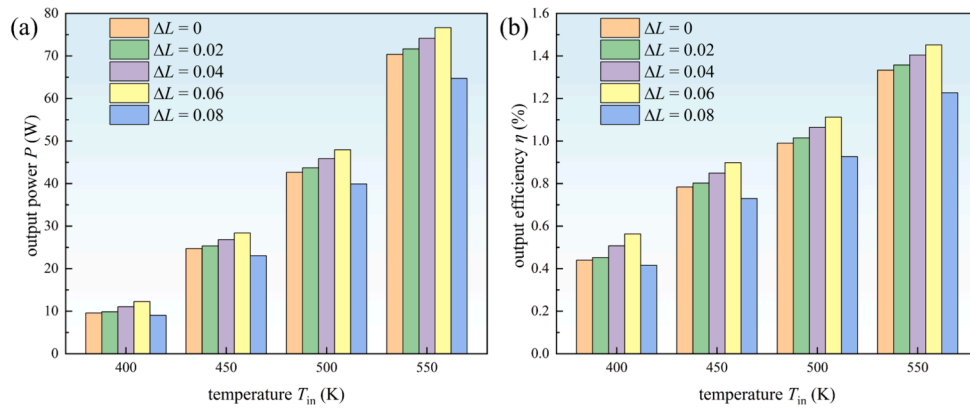 (a)
ΔL = 0
ΔL = 0.02
ΔL = 0.04
ΔL = 0.06
ΔL = 0.08
output power P (W)
80
70
60
50
40
30
20
10
0
400 450 500 550
temperature Tin (K)
(b)
ΔL = 0
ΔL = 0.02
ΔL = 0.04
ΔL = 0.06
ΔL = 0.08
output efficiency η (%)
1.6
1.4
1.2
1.0
0.8
0.6
0.4
0.2
0.0
400 450 500 550
temperature Tin (K)